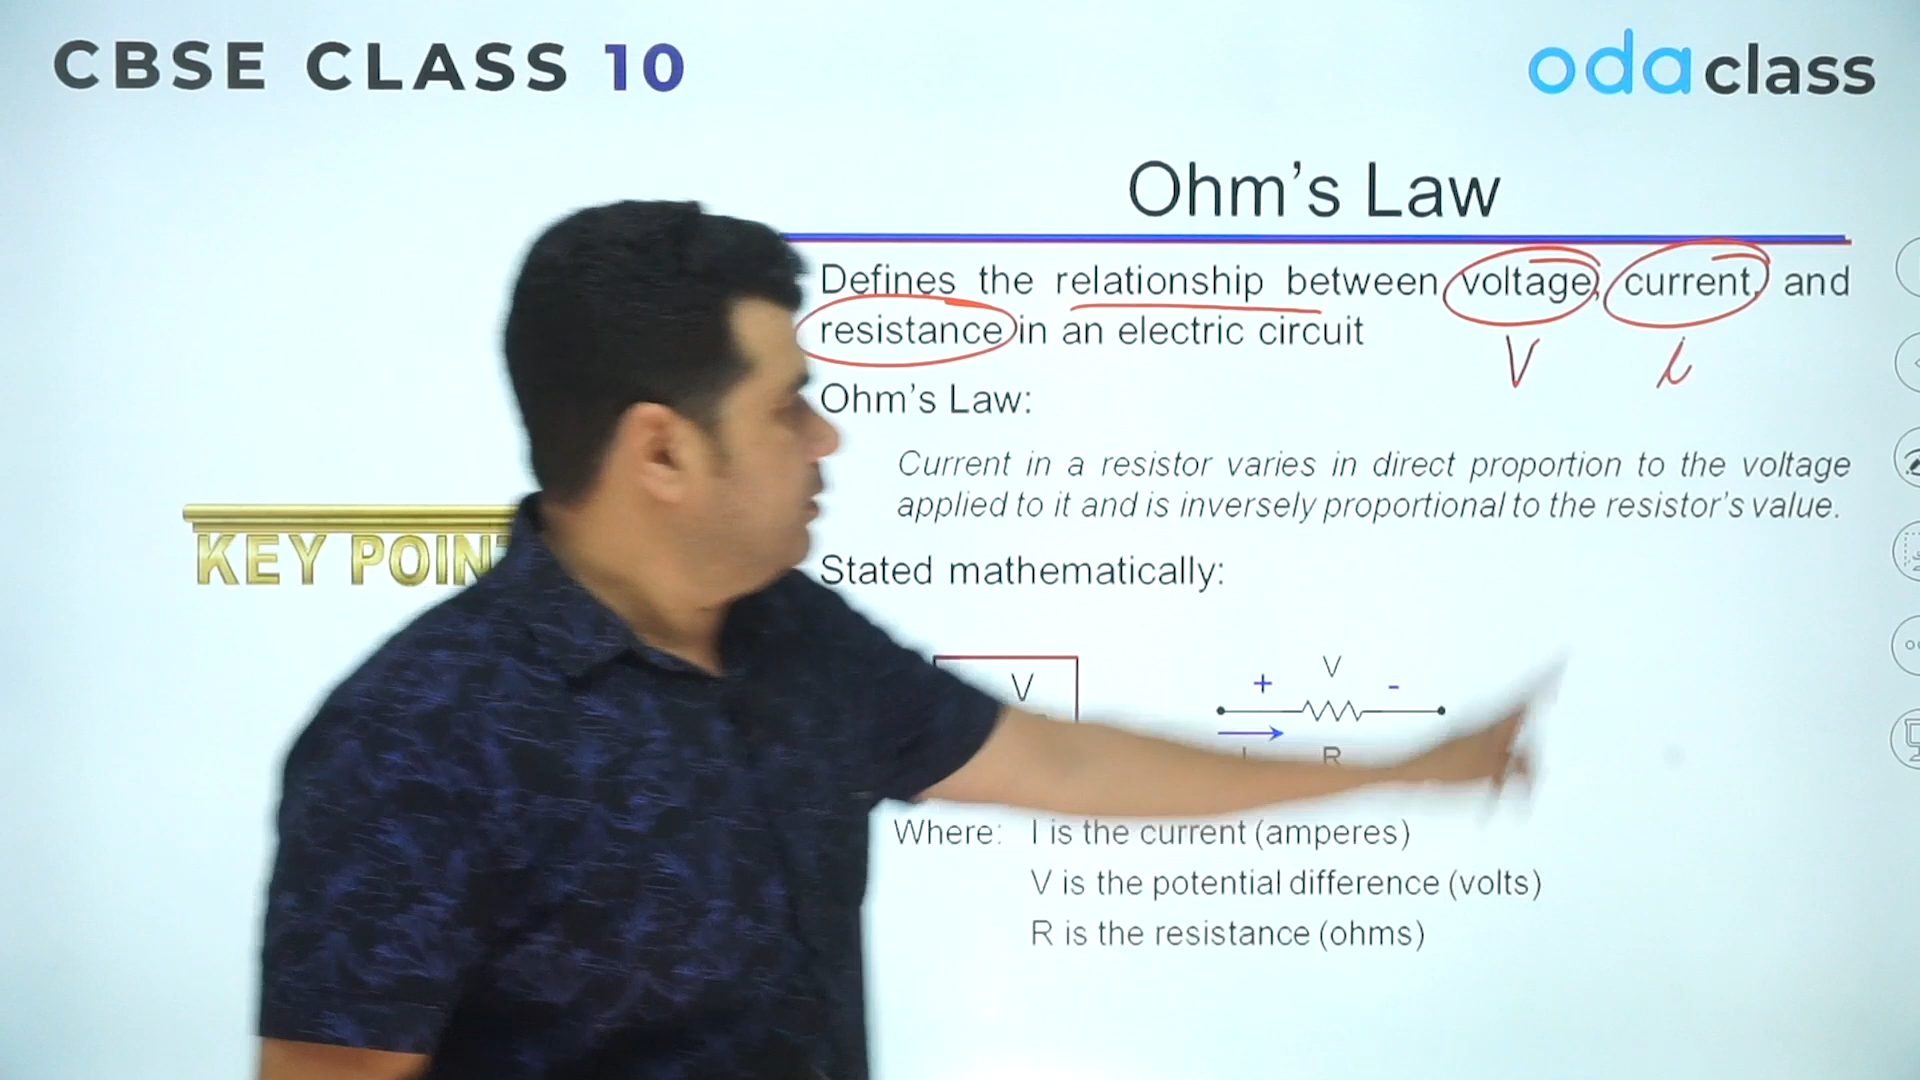 CBSE CLASS 10
oda class
Ohm's Law
Defines the relationship between voltage, current, and
resistance in an electric circuit
V i
Ohm's Law:
Current in a resistor varies in direct proportion to the voltage
applied to it and is inversely proportional to the resistor's value.
KEY POIN
Stated mathematically:
V
V
+ -
R
Where: I is the current (amperes)
V is the potential difference (volts)
R is the resistance (ohms)